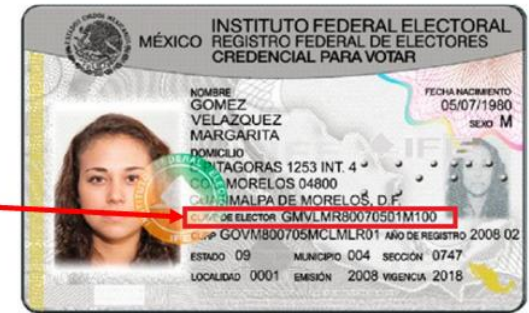 INSTITUTO FEDERAL ELECTORAL
MÉXICO REGISTRO FEDERAL DE ELECTORES
CREDENCIAL PARA VOTAR
NOMBRE
GOMEZ
VELAZQUEZ
MARGARITA
FECHA NACIMIENTO
05/07/1980
SEXO M
DOMICILIO
1253 INT. 4
MORELOS 04800
DE MORELOS, D.F.
CLAVE DE ELECTOR GMVLMR80070501M100
CURP GOVM800705MCLMLR01 AÑO DE REGISTRO 2008 02
ESTADO 09 MUNICIPIO 004 SECCIÓN 0747
LOCALIDAD 0001 EMISIÓN 2008 VIGENCIA 2018